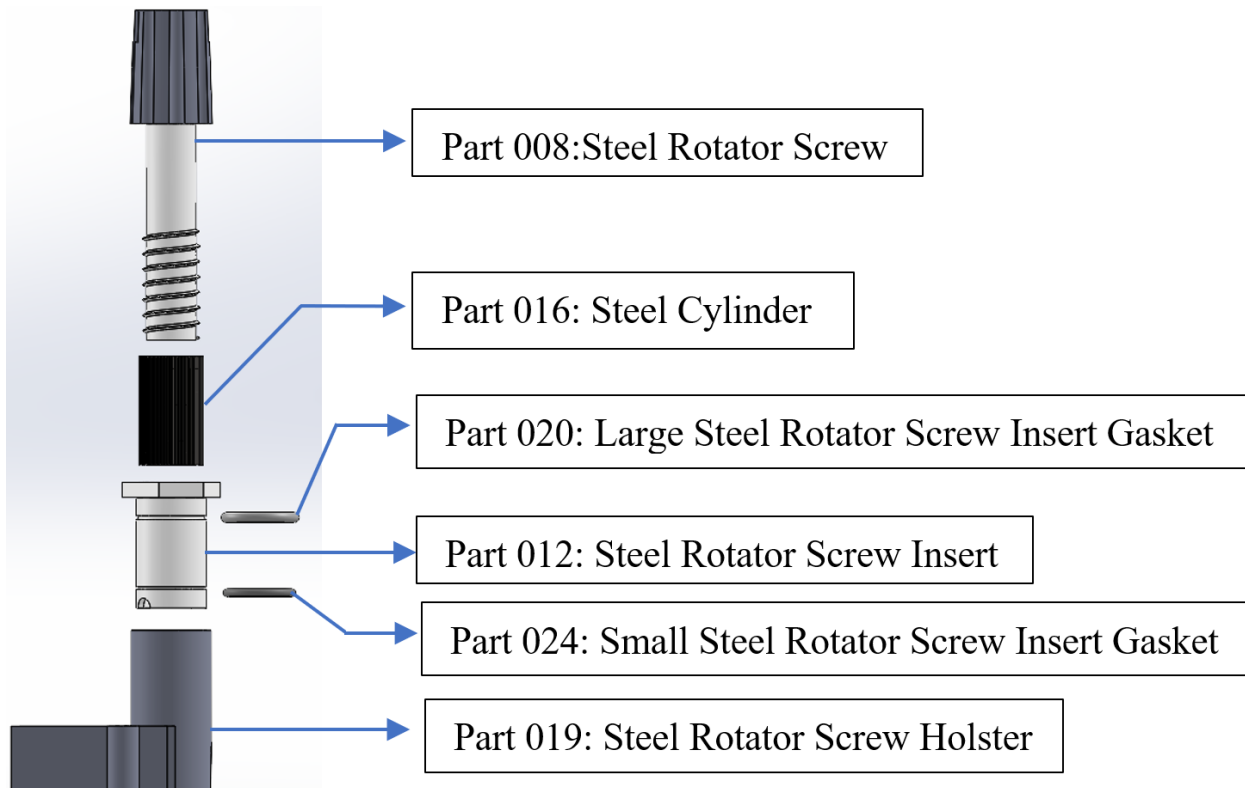 Part 008:Steel Rotator Screw
Part 016: Steel Cylinder
Part 020: Large Steel Rotator Screw Insert Gasket
Part 012: Steel Rotator Screw Insert
Part 024: Small Steel Rotator Screw Insert Gasket
Part 019: Steel Rotator Screw Holster